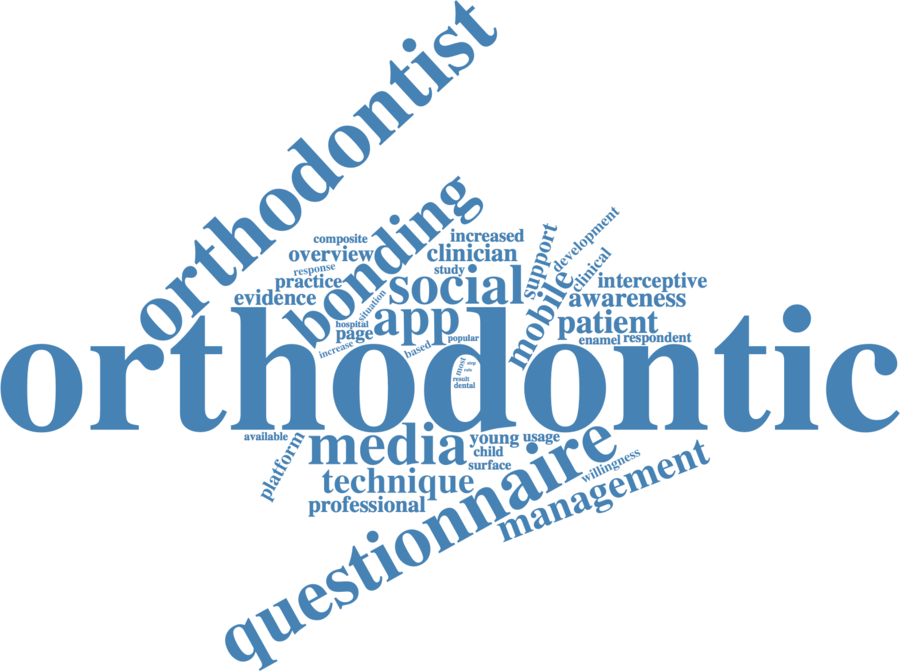 orthodontist
bonding
composite
increased
support
development
overview
clinician
response
study
clinical
practice
social
interceptive
evidence
situation
mobile
awareness
hospital
app
patient
page
popular
enamel
respondent
increase
based
orthodontic
most
step
rate
result
dental
available
media
young
usage
questionnaire
platform
child
surface
willingness
management
technique
professional